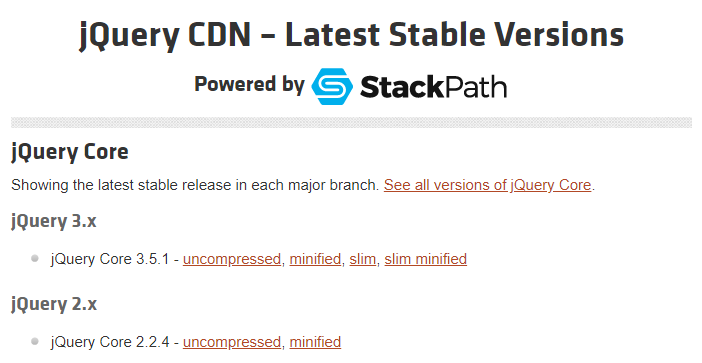 jQuery CDN – Latest Stable Versions
Powered by StackPath
jQuery Core
Showing the latest stable release in each major branch. See all versions of jQuery Core.
jQuery 3.x
jQuery Core 3.5.1 - uncompressed, minified, slim, slim minified
jQuery 2.x
jQuery Core 2.2.4 - uncompressed, minified